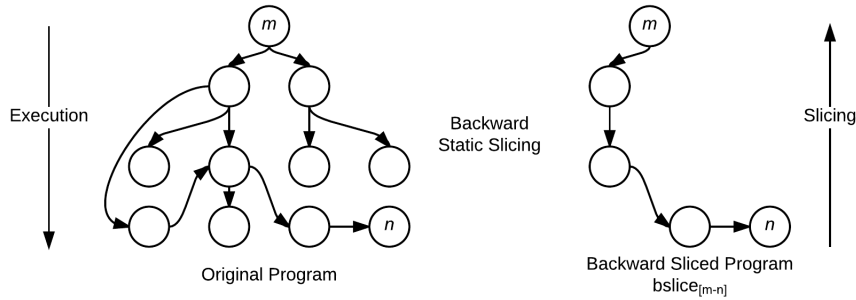 m
m
Execution
Backward
Static Slicing
Slicing
n
n
Original Program
Backward Sliced Program
bslice[m-n]